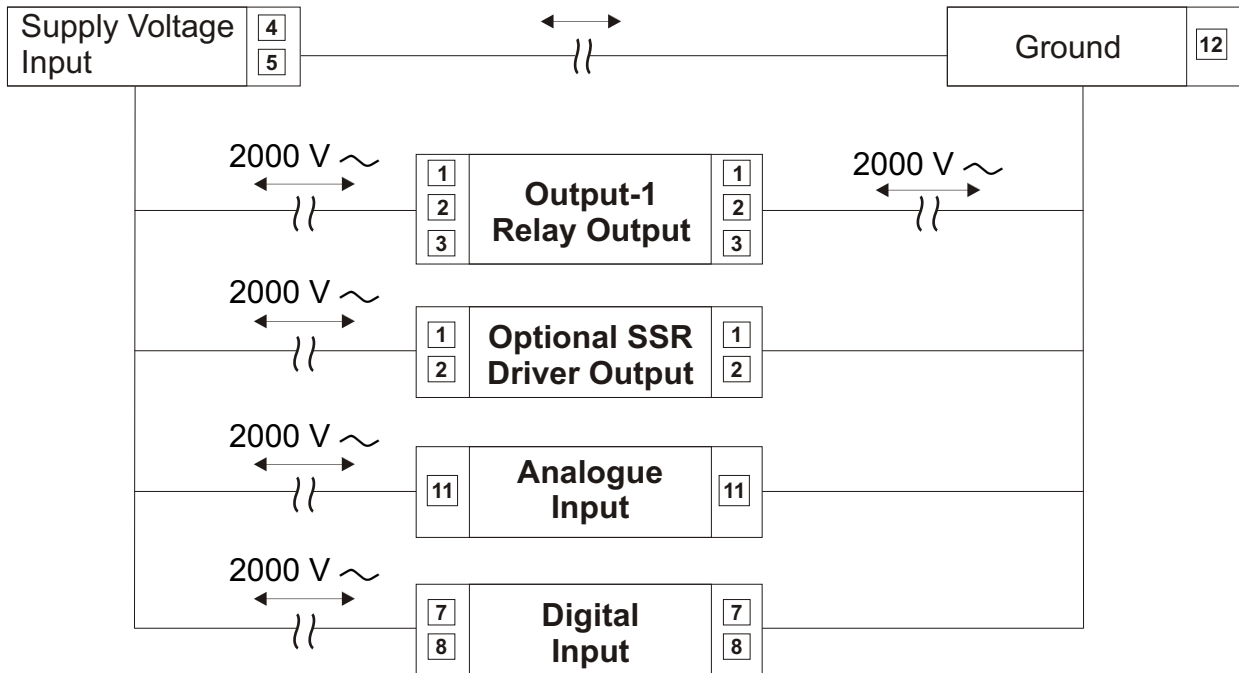 Supply Voltage
Input
4
5
Ground
12
2000 V ~
2000 V ~
1
2
3
Output-1
Relay Output
1
2
3
2000 V ~
1
2
Optional SSR
Driver Output
1
2
2000 V ~
11
Analogue
Input
11
2000 V ~
7
8
Digital
Input
7
8